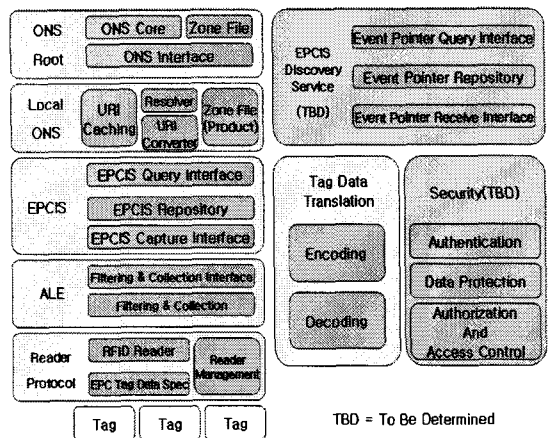 ONS
Root
ONS Core
Zone File
ONS Interface
Local
ONS
URI
Caching
Resolver
URI
Converter
Zone File
(Product)
EPCIS
EPCIS Query Interface
EPCIS Repository
EPCIS Capture Interface
ALE
Filtering & Collection Interface
Filtering & Collection
Reader
Protocol
RFID Reader
EPC Tag Data Spec
Reader
Management
Tag
Tag
Tag
EPCIS
Discovery
Service
(TBD)
Event Pointer Query Interface
Event Pointer Repository
Event Pointer Receive Interface
Tag Data
Translation
Encoding
Decoding
Security(TBD)
Authentication
Data Protection
Authorization
And
Access Control
TBD = To Be Determined